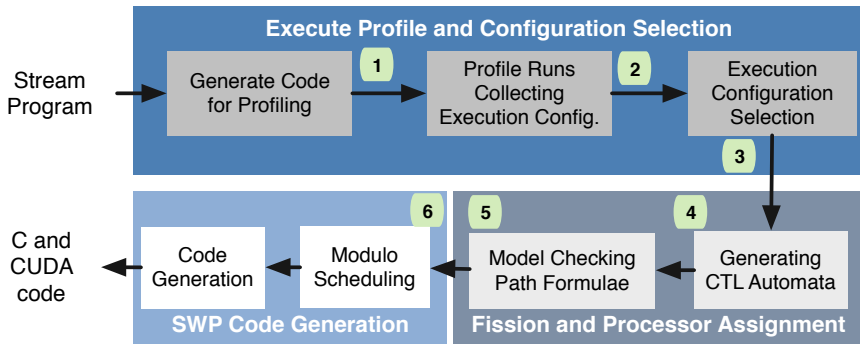 Execute Profile and Configuration Selection
Stream
Program
Generate Code
for Profiling
1
Profile Runs
Collecting
Execution Config.
2
Execution
Configuration
Selection
3
4
Generating
CTL Automata
5
Model Checking
Path Formulae
Fission and Processor Assignment
6
Modulo
Scheduling
Code
Generation
SWP Code Generation
C and
CUDA
code